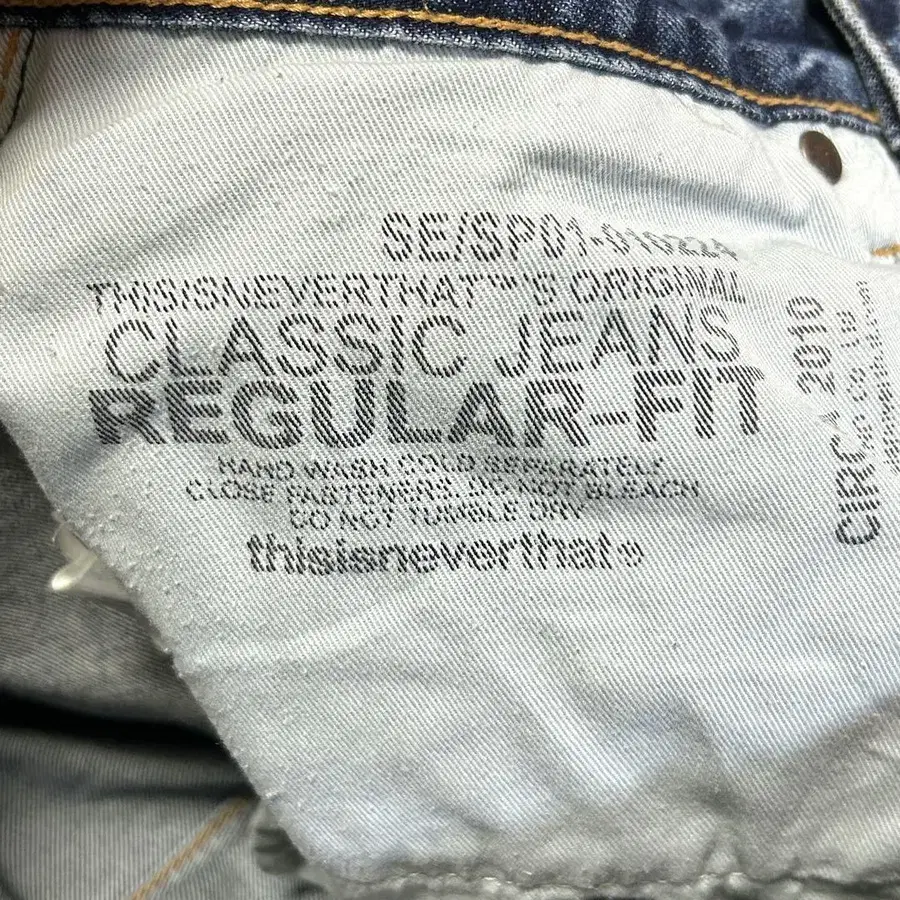 SE/SP01-010224
THISISNEVERTHAT™'S ORIGINAL
CLASSIC JEANS
REGULAR-FIT
HAND WASH COLD SEPARATELY.
CLOSE FASTENERS. DO NOT BLEACH
DO NOT TUMBLE DRY
thisisneverthat®
CIRCA 2010